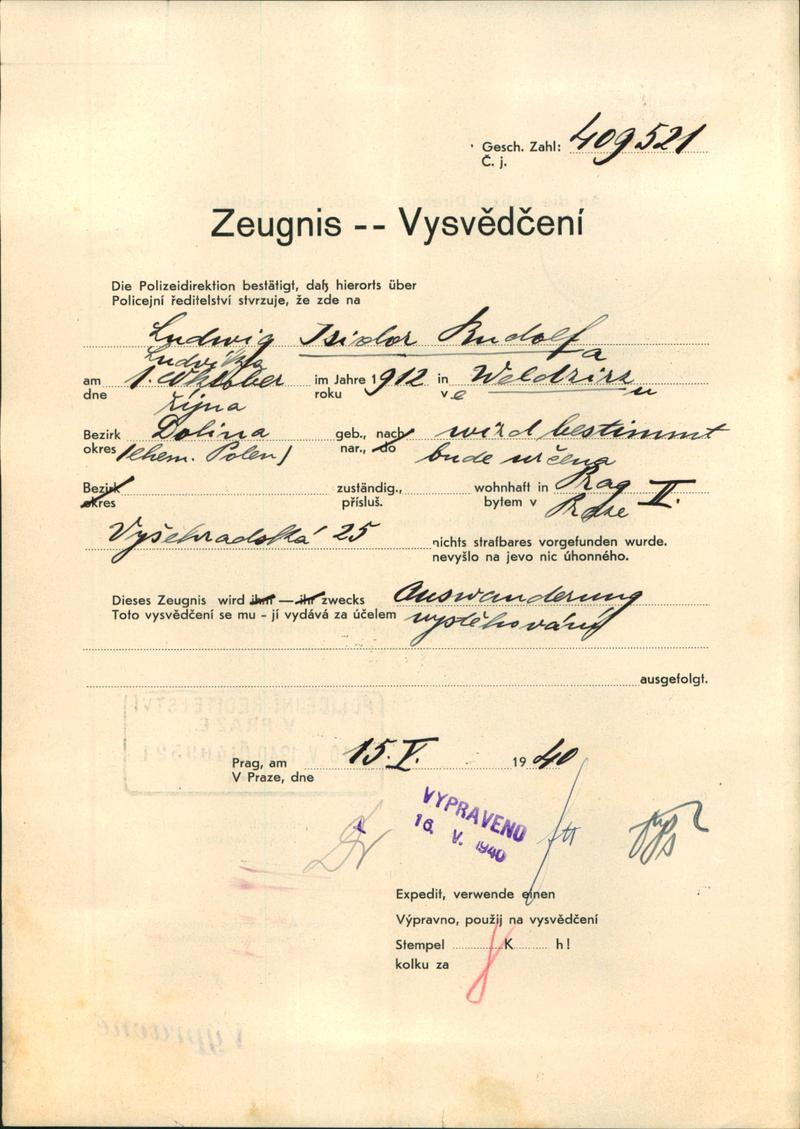 Gesch. Zahl: 409521
Č. j.
Zeugnis -- Vysvědčení
Die Polizeidirektion bestätigt, daß hierorts über
Policejní ředitelství stvrzuje, že zde na
Ludwig Isidor Rudolf a
Ludvíka
am 1. Oktober im Jahre 1912 in Weldzirz
dne října roku ve u
Bezirk Dolina geb., nach wird bestimmt
okres (ehem. Polen) nar., do bude určena
Bezirk zuständig., wohnhaft in Prag II.
okres přísluš. bytem v Praze
Vyšehradská 25 nichts strafbares vorgefunden wurde.
nevyšlo na jevo nic úhonného.
Dieses Zeugnis wird ihm — ihr zwecks Auswanderung
Toto vysvědčení se mu - jí vydává za účelem vystěhování
ausgefolgt.
POLICEJNÍ ŘEDITELSTVÍ
V PRAZE
Prag, am 15. V. 1940
V Praze, dne
VYPRAVENO
16. V. 1940
Expedit, verwende einen
Výpravno, použij na vysvědčení
Stempel K h!
kolku za